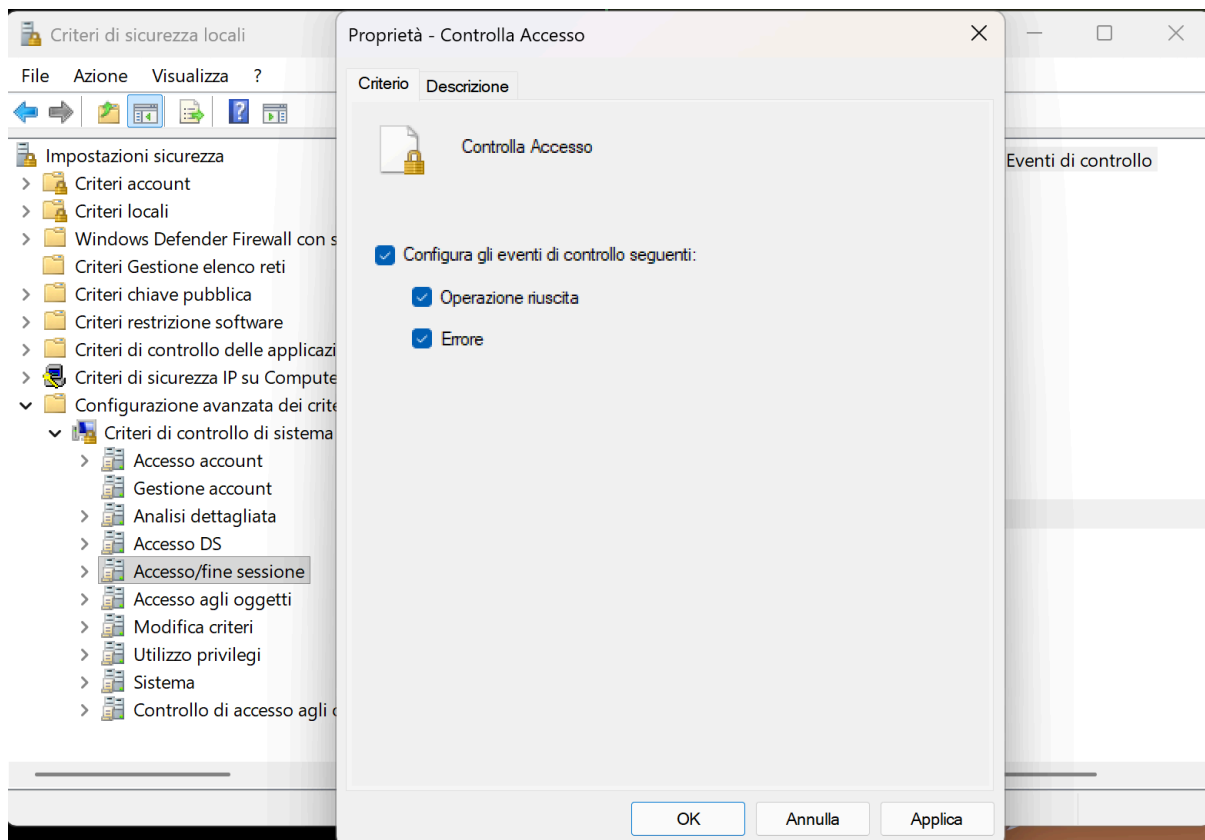 Criteri di sicurezza locali
File Azione Visualizza ?
Impostazioni sicurezza
Criteri account
Criteri locali
Windows Defender Firewall con s
Criteri Gestione elenco reti
Criteri chiave pubblica
Criteri restrizione software
Criteri di controllo delle applicazi
Criteri di sicurezza IP su Compute
Configurazione avanzata dei crite
Criteri di controllo di sistema
Accesso account
Gestione account
Analisi dettagliata
Accesso DS
Accesso/fine sessione
Accesso agli oggetti
Modifica criteri
Utilizzo privilegi
Sistema
Controllo di accesso agli o
Proprietà - Controlla Accesso
Criterio Descrizione
Controlla Accesso
Configura gli eventi di controllo seguenti:
Operazione riuscita
Errore
OK Annulla Applica
Eventi di controllo